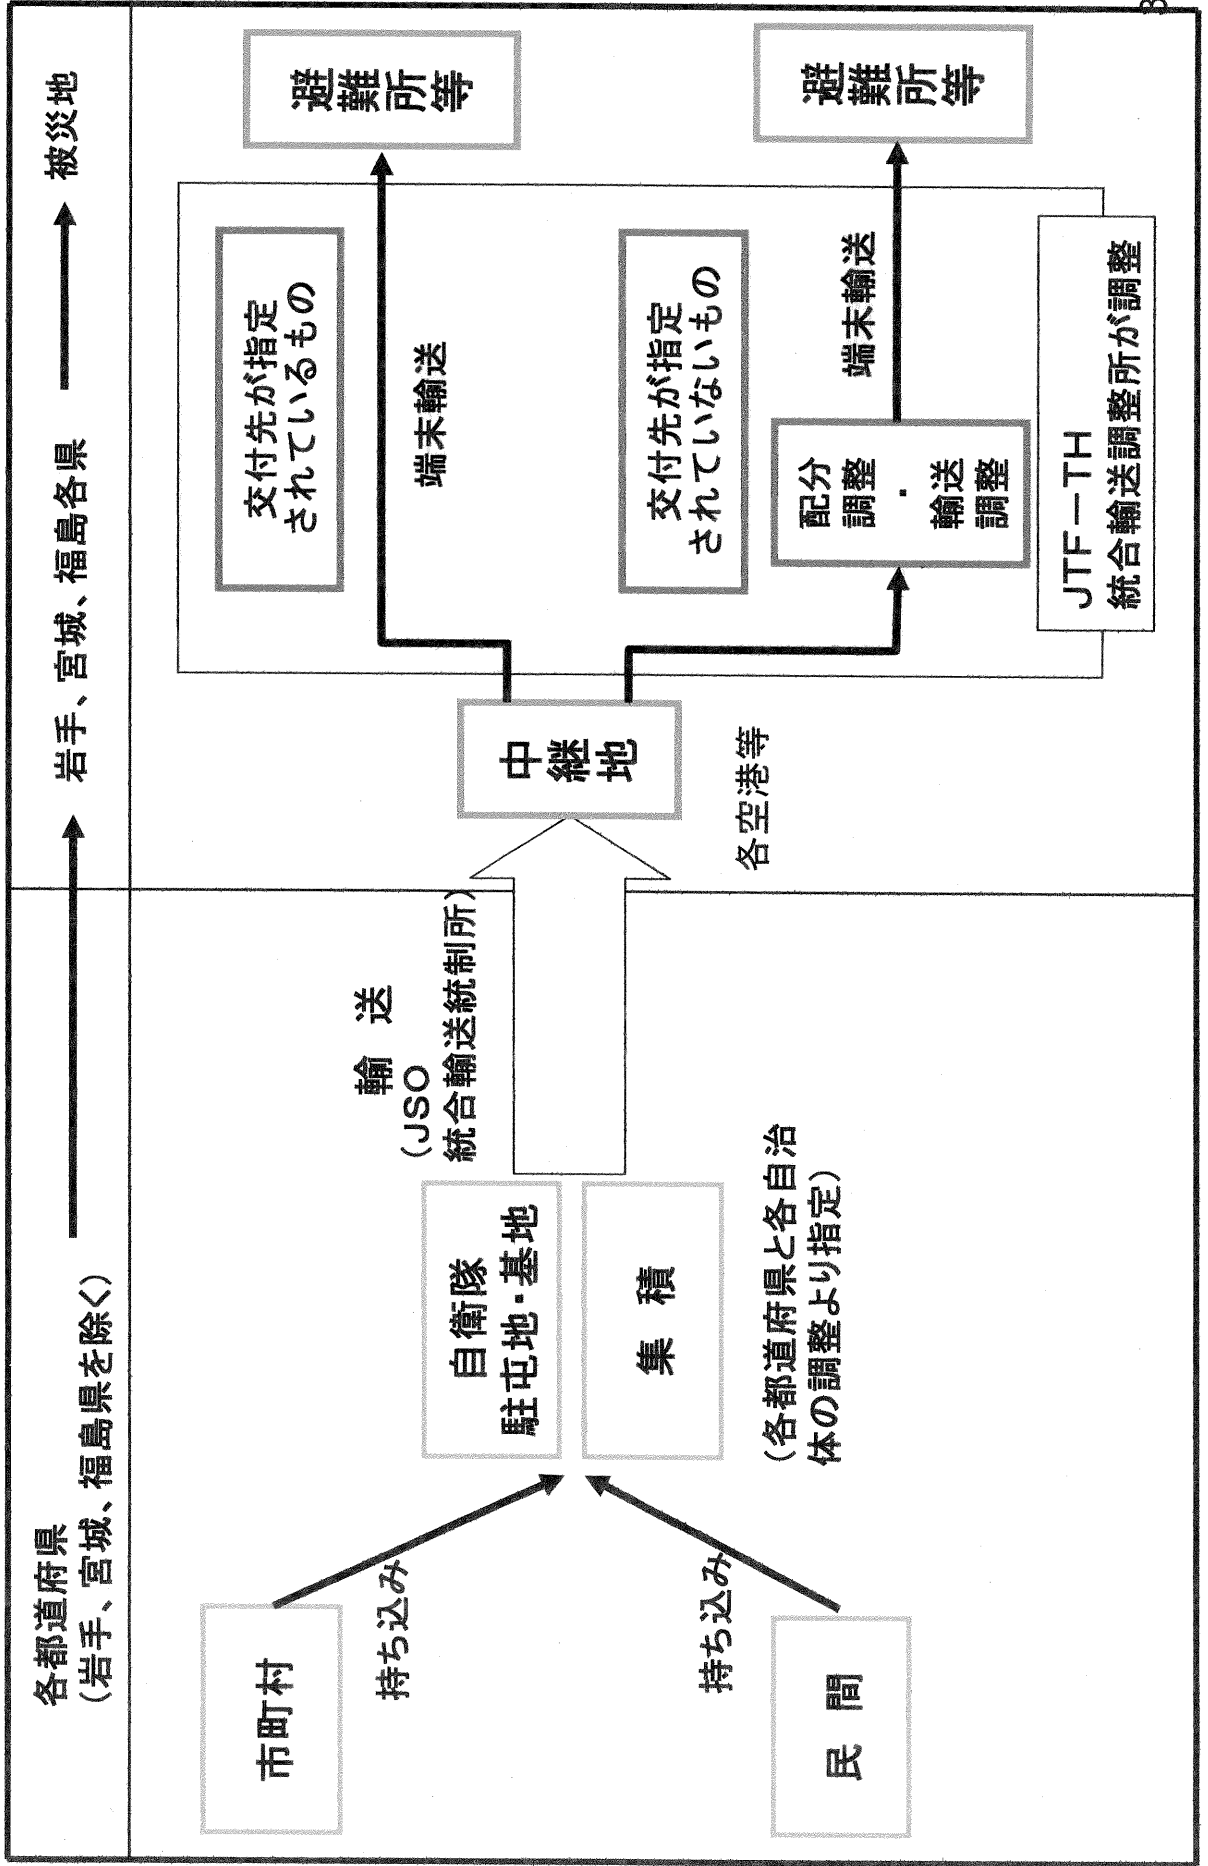 各都道府県
(岩手、宮城、福島県を除く)
岩手、宮城、福島各県
被災地
市町村
持ち込み
民　間
持ち込み
自衛隊
駐屯地・基地
集　積
(各都道府県と各自治
体の調整より指定)
輸　送
(JSO
統合輸送統制所)
中
継
地
各空港等
交付先が指定
されているもの
端末輸送
避
難
所
等
交付先が指定
されていないもの
配分
調整
・
輸送
調整
端末輸送
避
難
所
等
JTF－TH
統合輸送調整所が調整